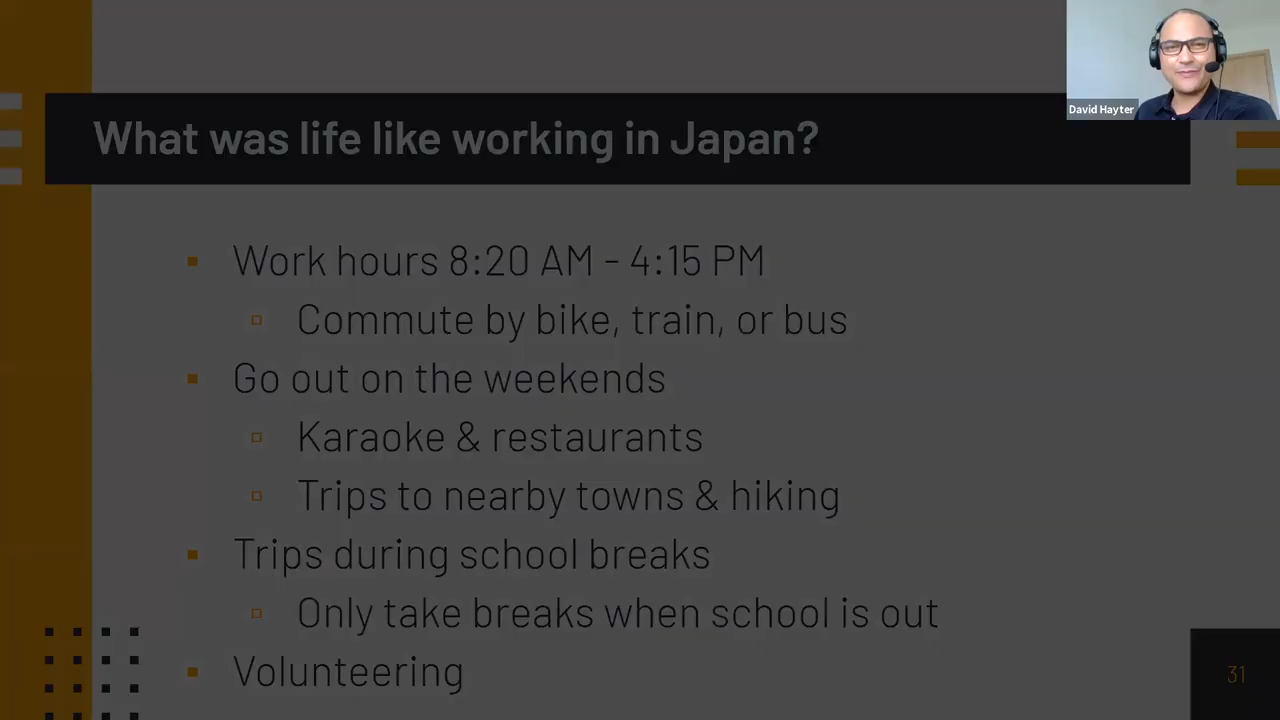 David Hayter
What was life like working in Japan?
Work hours 8:20 AM - 4:15 PM
Commute by bike, train, or bus
Go out on the weekends
Karaoke & restaurants
Trips to nearby towns & hiking
Trips during school breaks
Only take breaks when school is out
Volunteering
31